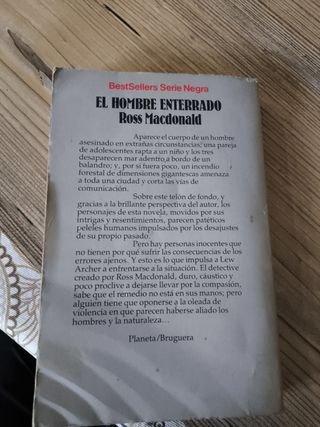 BestSellers Serie Negra
EL HOMBRE ENTERRADO
Ross Macdonald
Aparece el cuerpo de un hombre
asesinado en extrañas circunstancias; una pareja
de adolescentes rapta a un niño y los tres
desaparecen mar adentro a bordo de un
balandro; y, por si fuera poco, un incendio
forestal de dimensiones gigantescas amenaza
a toda una ciudad y corta las vías de
comunicación.
Sobre este telón de fondo, y
gracias a la brillante perspectiva del autor, los
personajes de esta novela, movidos por sus
intrigas y resentimientos, parecen patéticos
peleles humanos impulsados por los desajustes
de su propio pasado.
Pero hay personas inocentes que
no tienen por qué sufrir las consecuencias de los
errores ajenos. Y esto es lo que impulsa a Lew
Archer a enfrentarse a la situación. El detective
creado por Ross Macdonald, duro, cáustico y
poco proclive a dejarse llevar por la compasión,
sabe que el remedio no está en sus manos; pero
alguien tiene que oponerse a la oleada de
violencia en que parecen haberse aliado los
hombres y la naturaleza...
Planeta/Bruguera